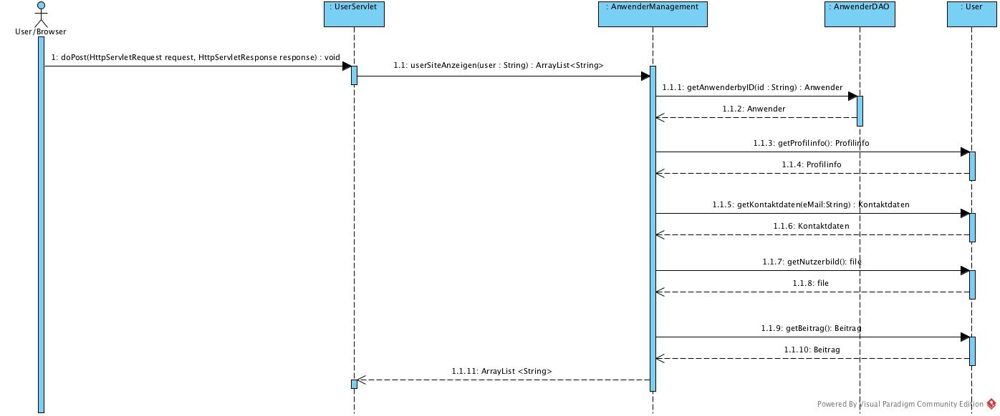 : UserServlet
: AnwenderManagement
: AnwenderDAO
: User
User/Browser
1: doPost(HttpServletRequest request, HttpServletResponse response) : void
1.1: userSiteAnzeigen(user : String) : ArrayList<String>
1.1.1: getAnwenderbyID(id : String) : Anwender
1.1.2: Anwender
1.1.3: getProfilinfo(): Profilinfo
1.1.4: Profilinfo
1.1.5: getKontaktdaten(eMail:String) : Kontaktdaten
1.1.6: Kontaktdaten
1.1.7: getNutzerbild(): file
1.1.8: file
1.1.9: getBeitrag(): Beitrag
1.1.10: Beitrag
1.1.11: ArrayList <String>
Powered By Visual Paradigm Community Edition